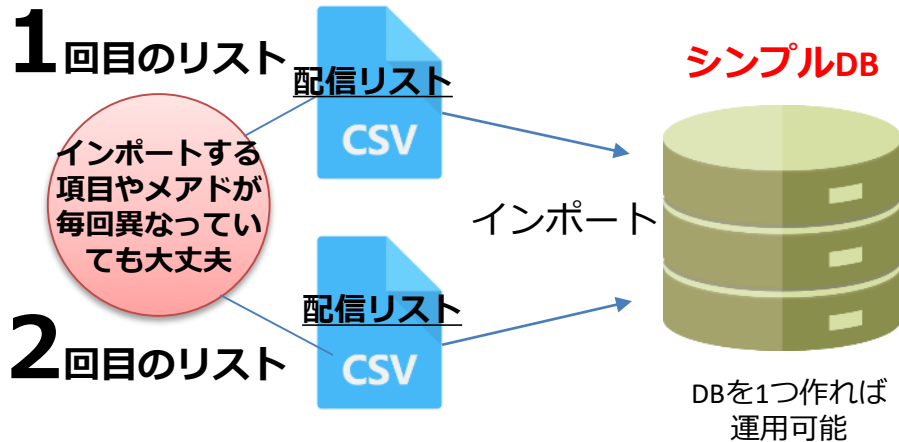 1回目のリスト
配信リスト
CSV
シンプルDB
インポートする
項目やメアドが
毎回異なってい
ても大丈夫
インポート
2回目のリスト
配信リスト
CSV
DBを1つ作れば
運用可能